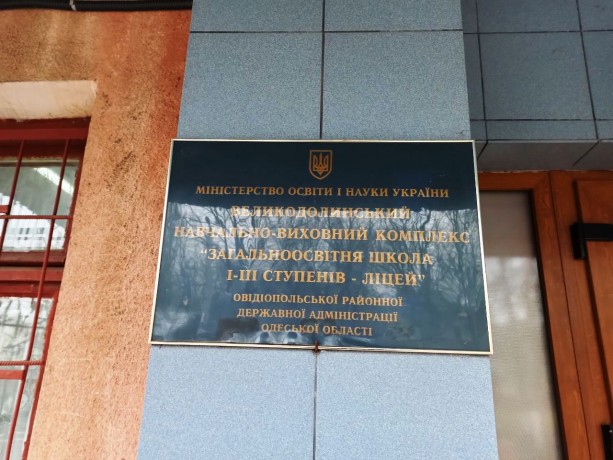 МІНІСТЕРСТВО ОСВІТИ І НАУКИ УКРАЇНИ
ВЕЛИКОДОЛИНСЬКИЙ
НАВЧАЛЬНО-ВИХОВНИЙ КОМПЛЕКС
"ЗАГАЛЬНООСВІТНЯ ШКОЛА
І-ІІІ СТУПЕНІВ - ЛІЦЕЙ"
ОВІДІОПОЛЬСЬКОЇ РАЙОННОЇ
ДЕРЖАВНОЇ АДМІНІСТРАЦІЇ
ОДЕСЬКОЇ ОБЛАСТІ